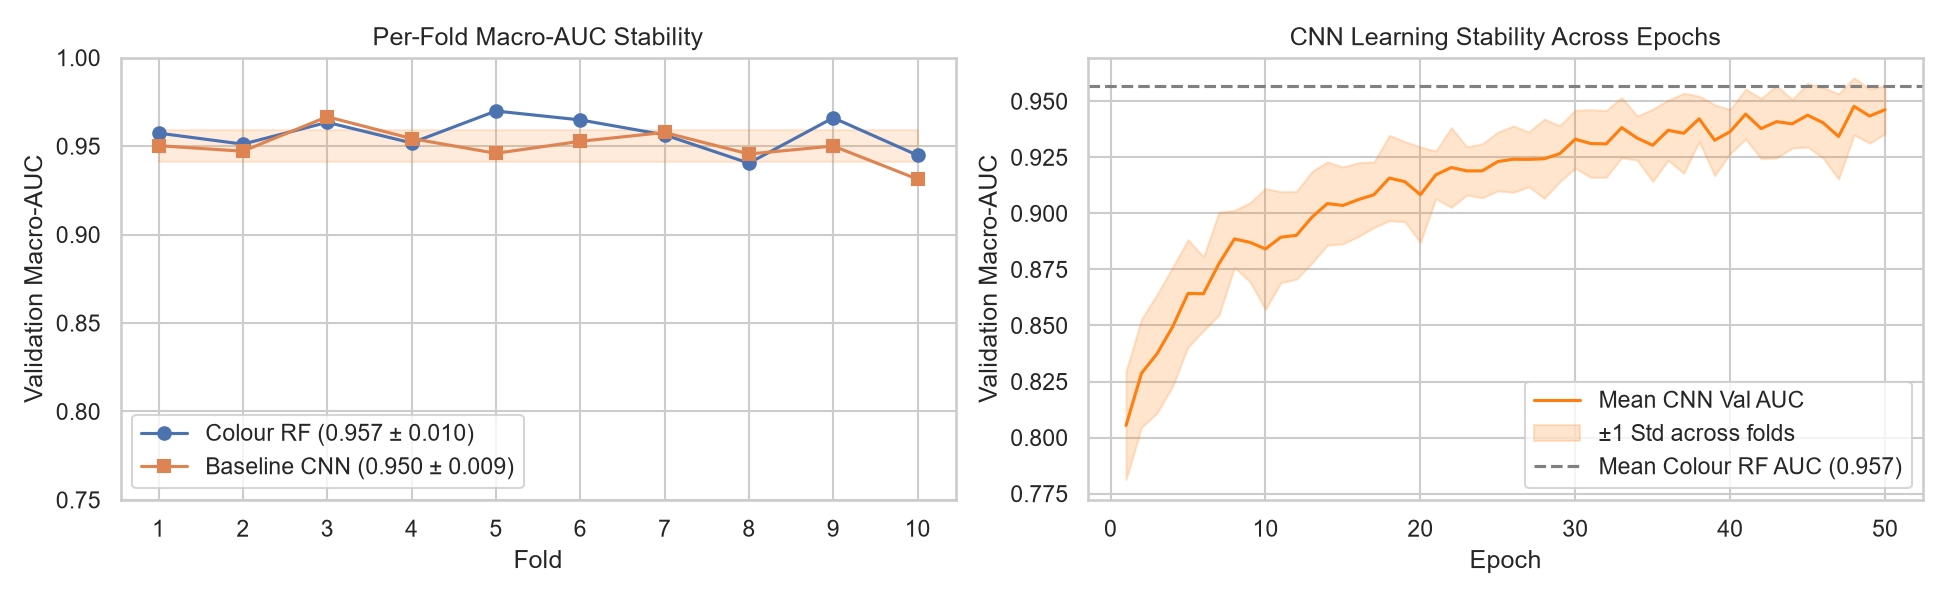 Per-Fold Macro-AUC Stability
Validation Macro-AUC
1.00
0.95
0.90
0.85
0.80
0.75
Colour RF (0.957 ± 0.010)
Baseline CNN (0.950 ± 0.009)
1 2 3 4 5 6 7 8 9 10
Fold
CNN Learning Stability Across Epochs
Validation Macro-AUC
0.950
0.925
0.900
0.875
0.850
0.825
0.800
0.775
Mean CNN Val AUC
±1 Std across folds
Mean Colour RF AUC (0.957)
0 10 20 30 40 50
Epoch